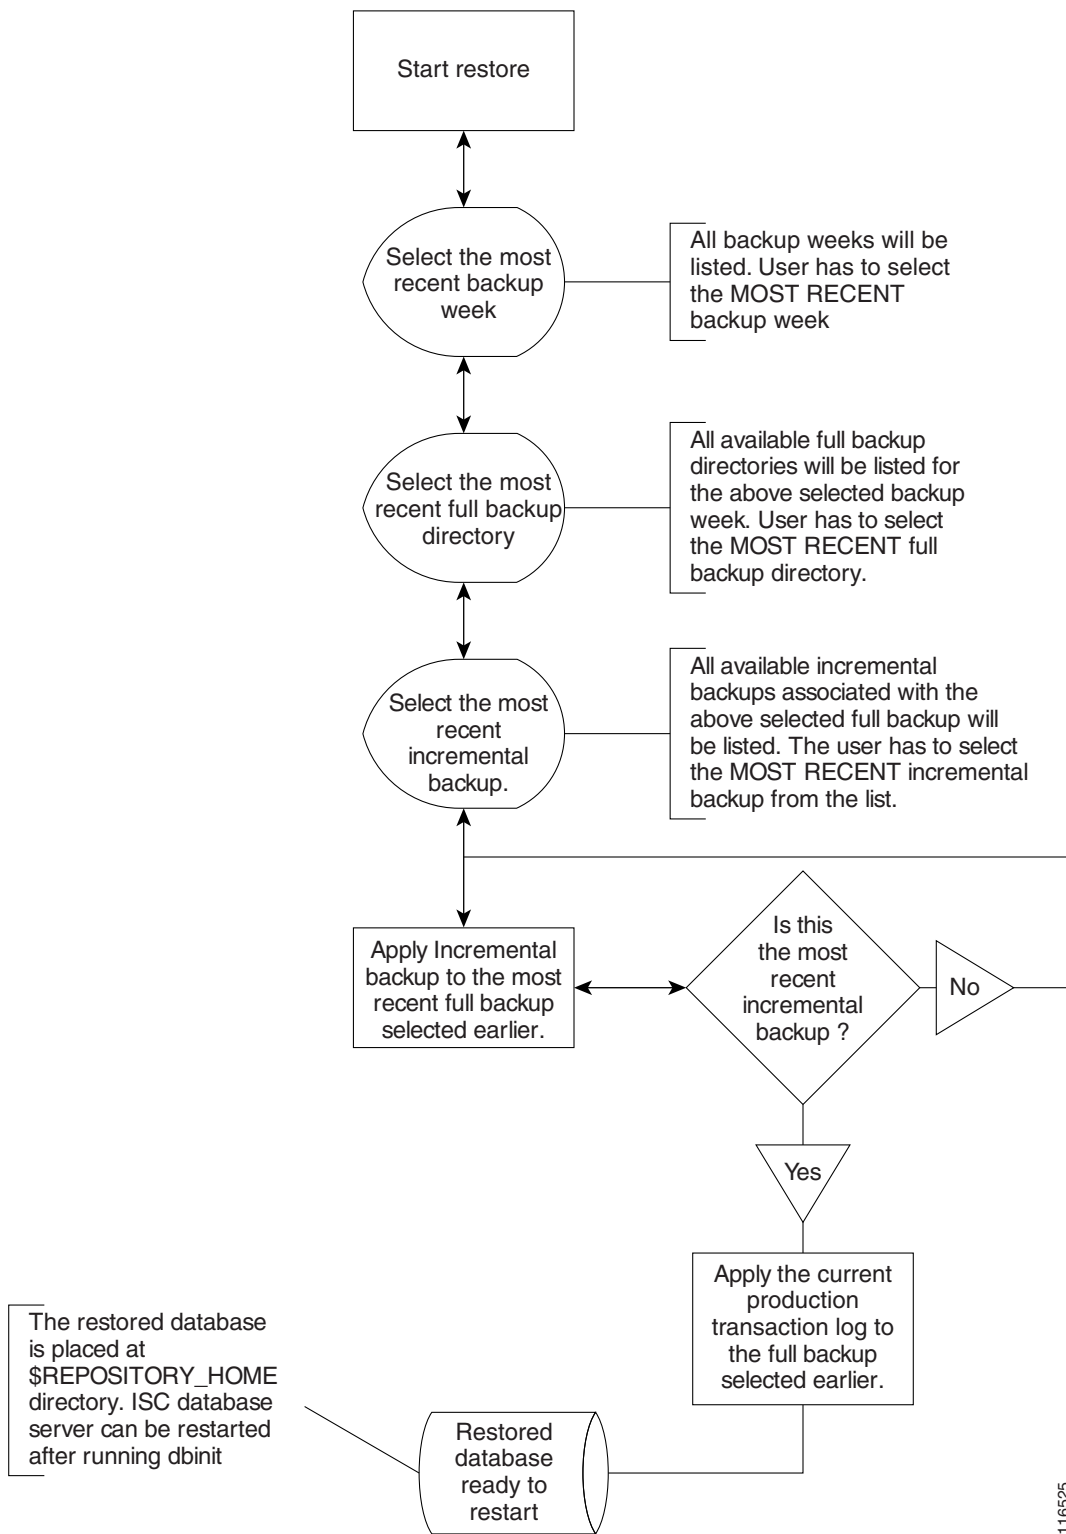 Start restore
Select the most
recent backup
week
All backup weeks will be
listed. User has to select
the MOST RECENT
backup week
Select the most
recent full backup
directory
All available full backup
directories will be listed for
the above selected backup
week. User has to select
the MOST RECENT full
backup directory.
Select the most
recent
incremental
backup.
All available incremental
backups associated with the
above selected full backup will
be listed. The user has to select
the MOST RECENT incremental
backup from the list.
Apply Incremental
backup to the most
recent full backup
selected earlier.
Is this
the most
recent
incremental
backup ?
No
Yes
Apply the current
production
transaction log to
the full backup
selected earlier.
The restored database
is placed at
$REPOSITORY_HOME
directory. ISC database
server can be restarted
after running dbinit
Restored
database
ready to
restart
116525